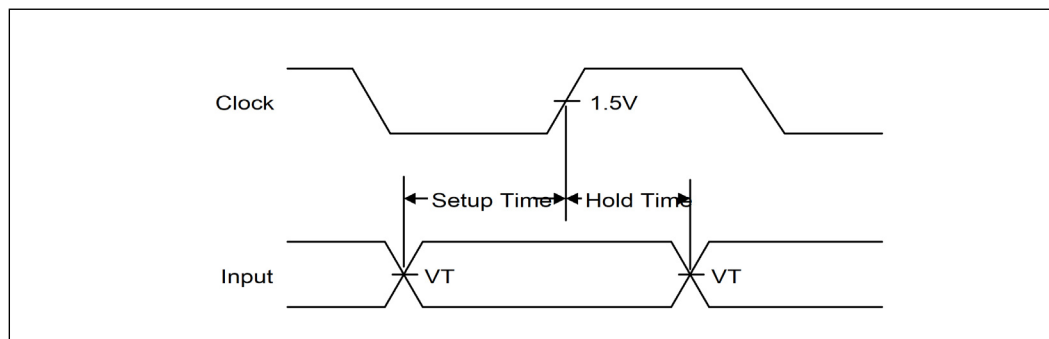 Clock
1.5V
Setup Time
Hold Time
Input
VT
VT